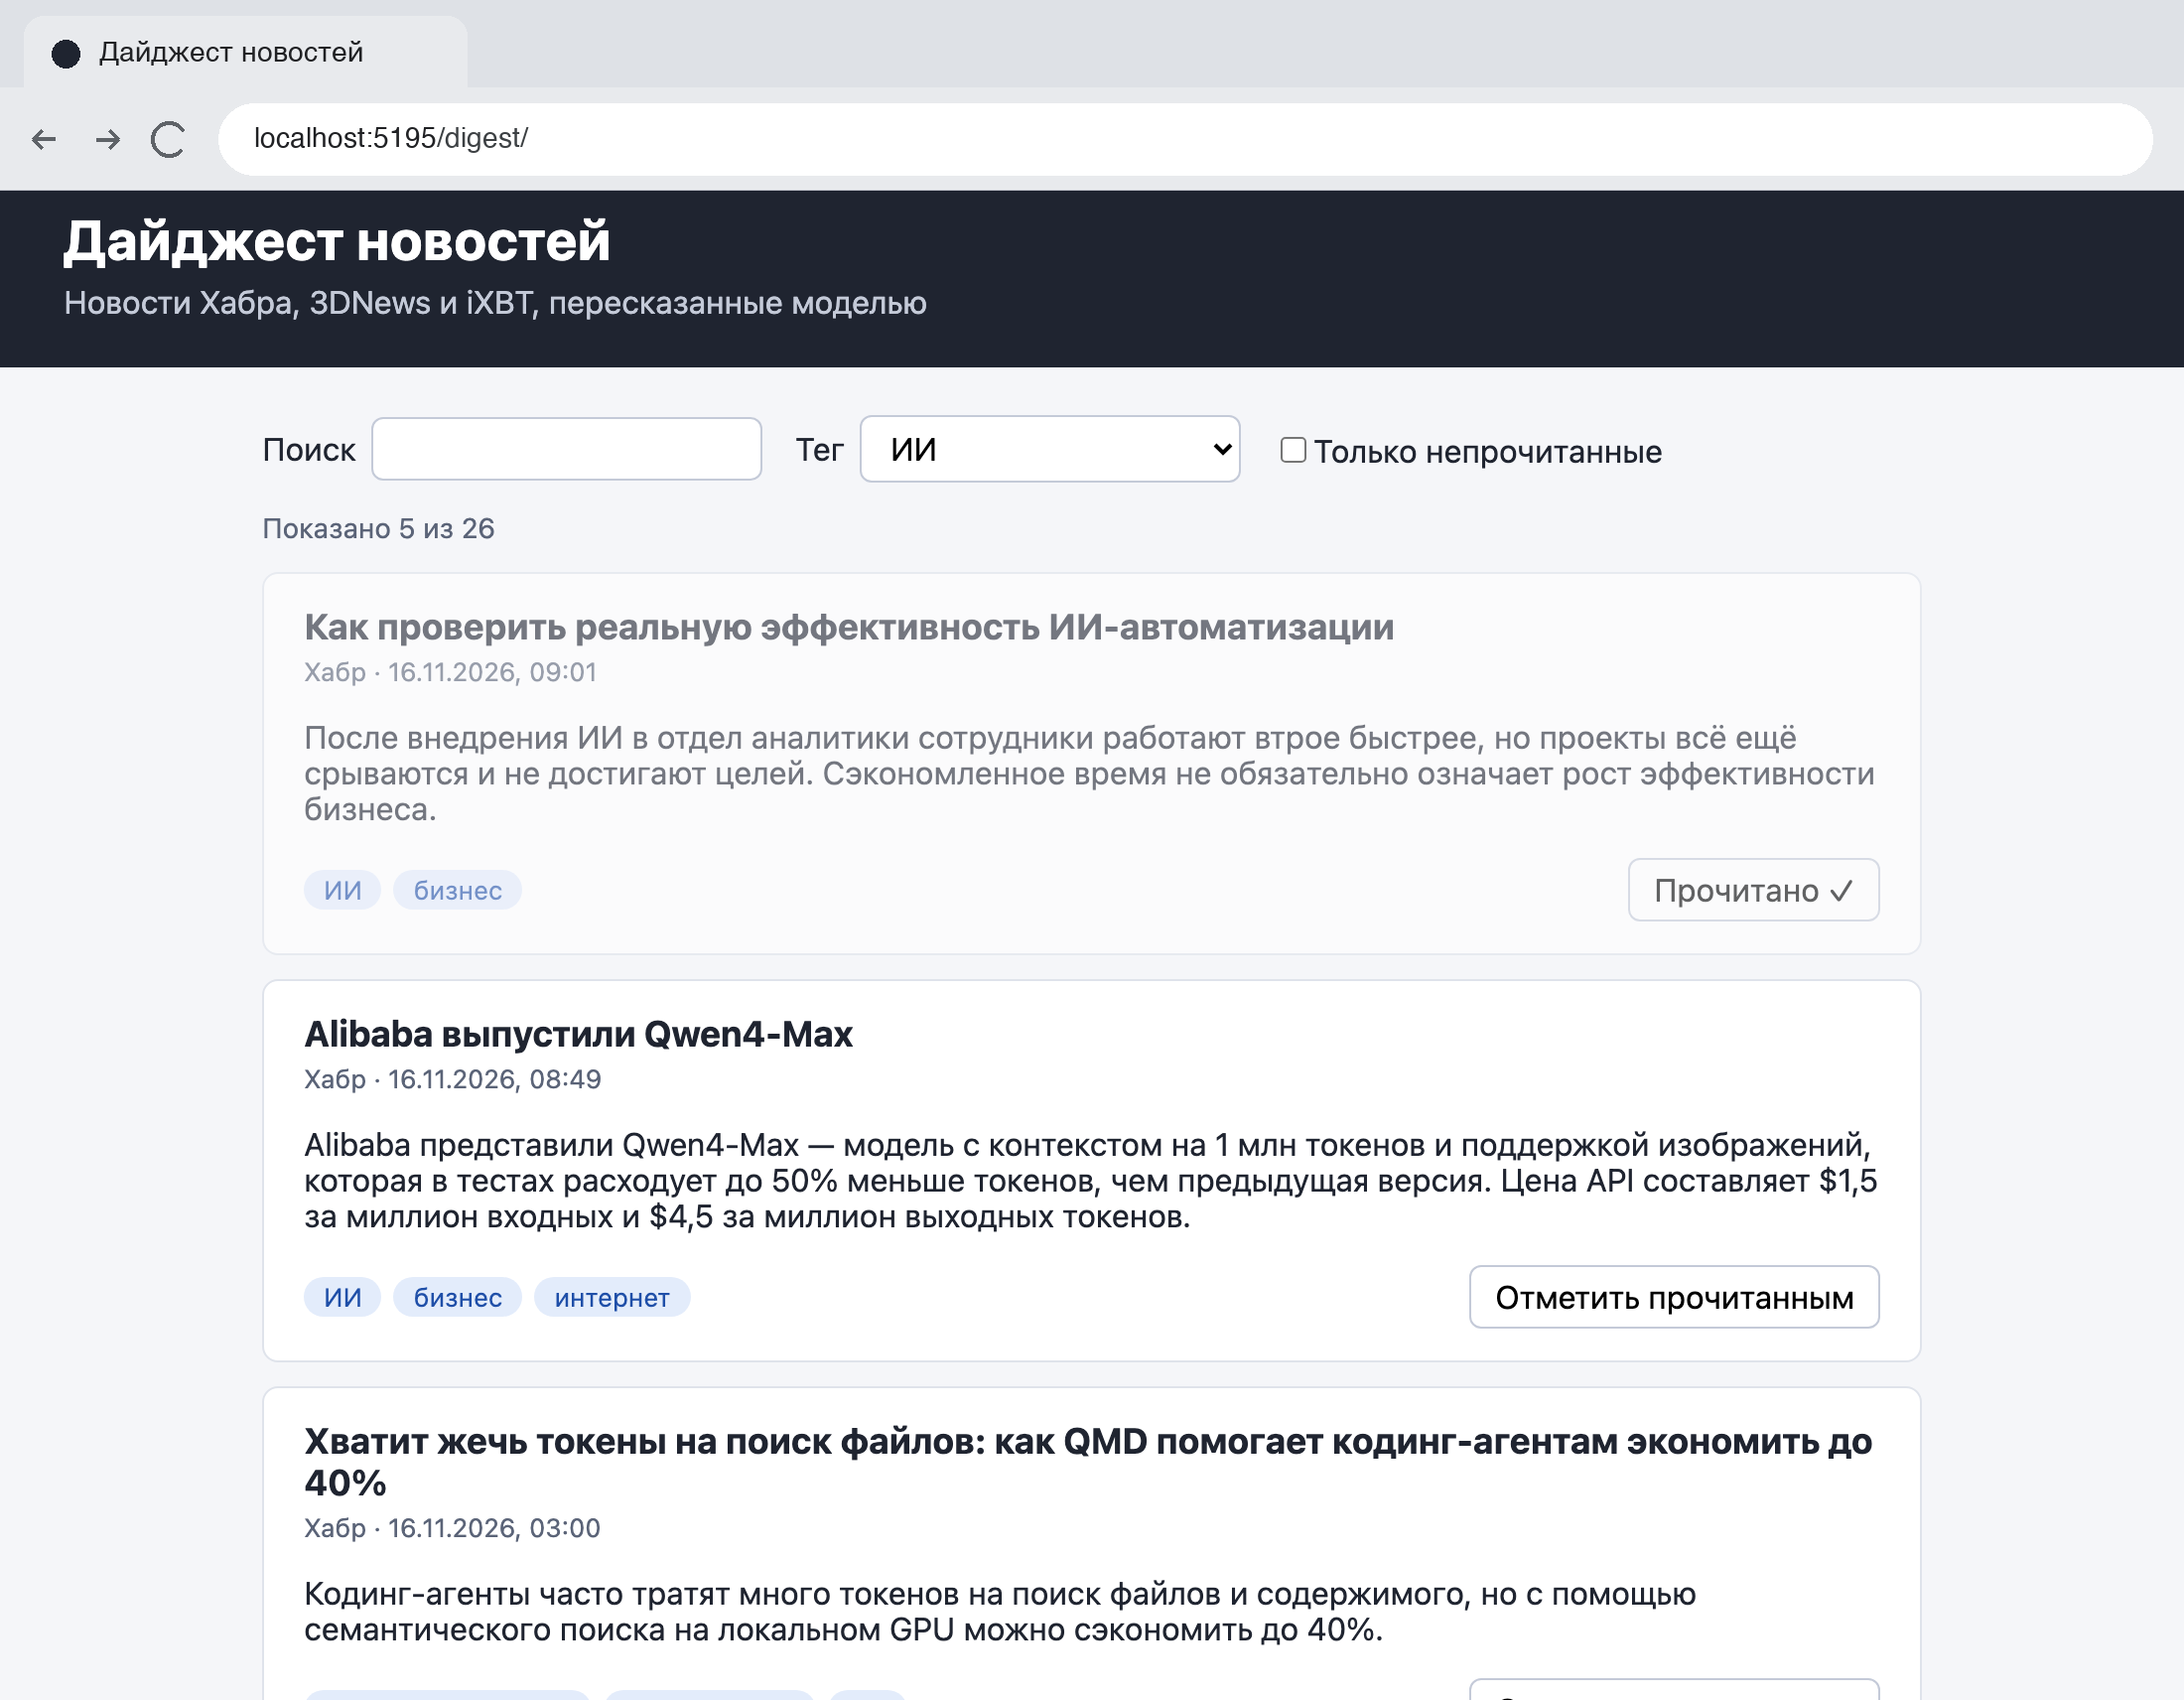 Дайджест новостей
localhost:5195/digest/
Дайджест новостей
Новости Хабра, 3DNews и iXBT, пересказанные моделью
Поиск Тег ИИ Только непрочитанные
Показано 5 из 26
Как проверить реальную эффективность ИИ-автоматизации
Хабр · 16.11.2026, 09:01
После внедрения ИИ в отдел аналитики сотрудники работают втрое быстрее, но проекты всё ещё
срываются и не достигают целей. Сэкономленное время не обязательно означает рост эффективности
бизнеса.
ИИ бизнес Прочитано ✓
Alibaba выпустили Qwen4-Max
Хабр · 16.11.2026, 08:49
Alibaba представили Qwen4-Max — модель с контекстом на 1 млн токенов и поддержкой изображений,
которая в тестах расходует до 50% меньше токенов, чем предыдущая версия. Цена API составляет $1,5
за миллион входных и $4,5 за миллион выходных токенов.
ИИ бизнес интернет Отметить прочитанным
Хватит жечь токены на поиск файлов: как QMD помогает кодинг-агентам экономить до
40%
Хабр · 16.11.2026, 03:00
Кодинг-агенты часто тратят много токенов на поиск файлов и содержимого, но с помощью
семантического поиска на локальном GPU можно сэкономить до 40%.